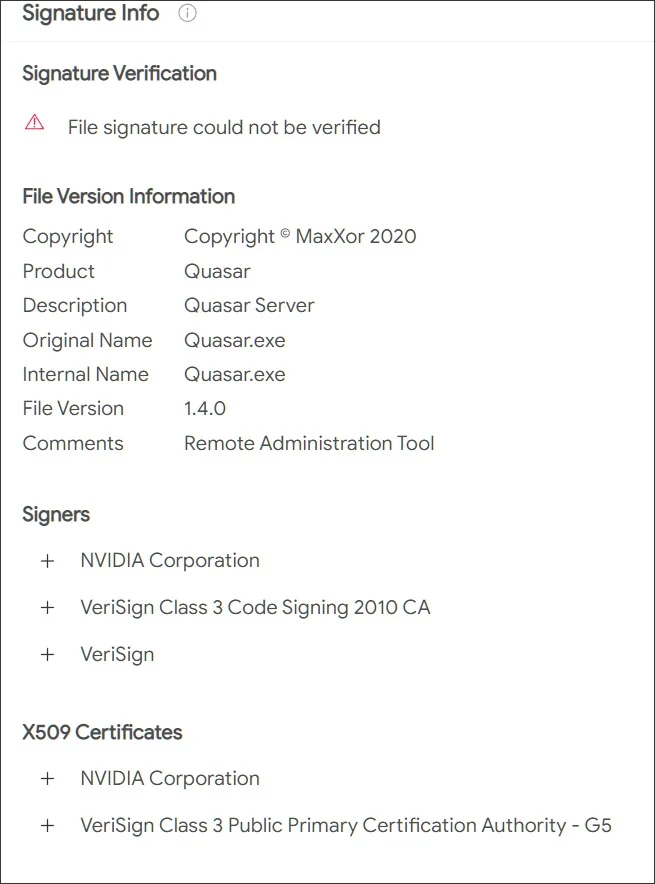 Signature Info
Signature Verification
File signature could not be verified
File Version Information
Copyright Copyright © MaxXor 2020
Product Quasar
Description Quasar Server
Original Name Quasar.exe
Internal Name Quasar.exe
File Version 1.4.0
Comments Remote Administration Tool
Signers
+ NVIDIA Corporation
+ VeriSign Class 3 Code Signing 2010 CA
+ VeriSign
X509 Certificates
+ NVIDIA Corporation
+ VeriSign Class 3 Public Primary Certification Authority - G5